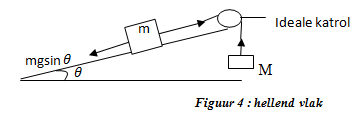 Ideale katrol
m
mgsin θ
θ
M
Figuur 4 : hellend vlak